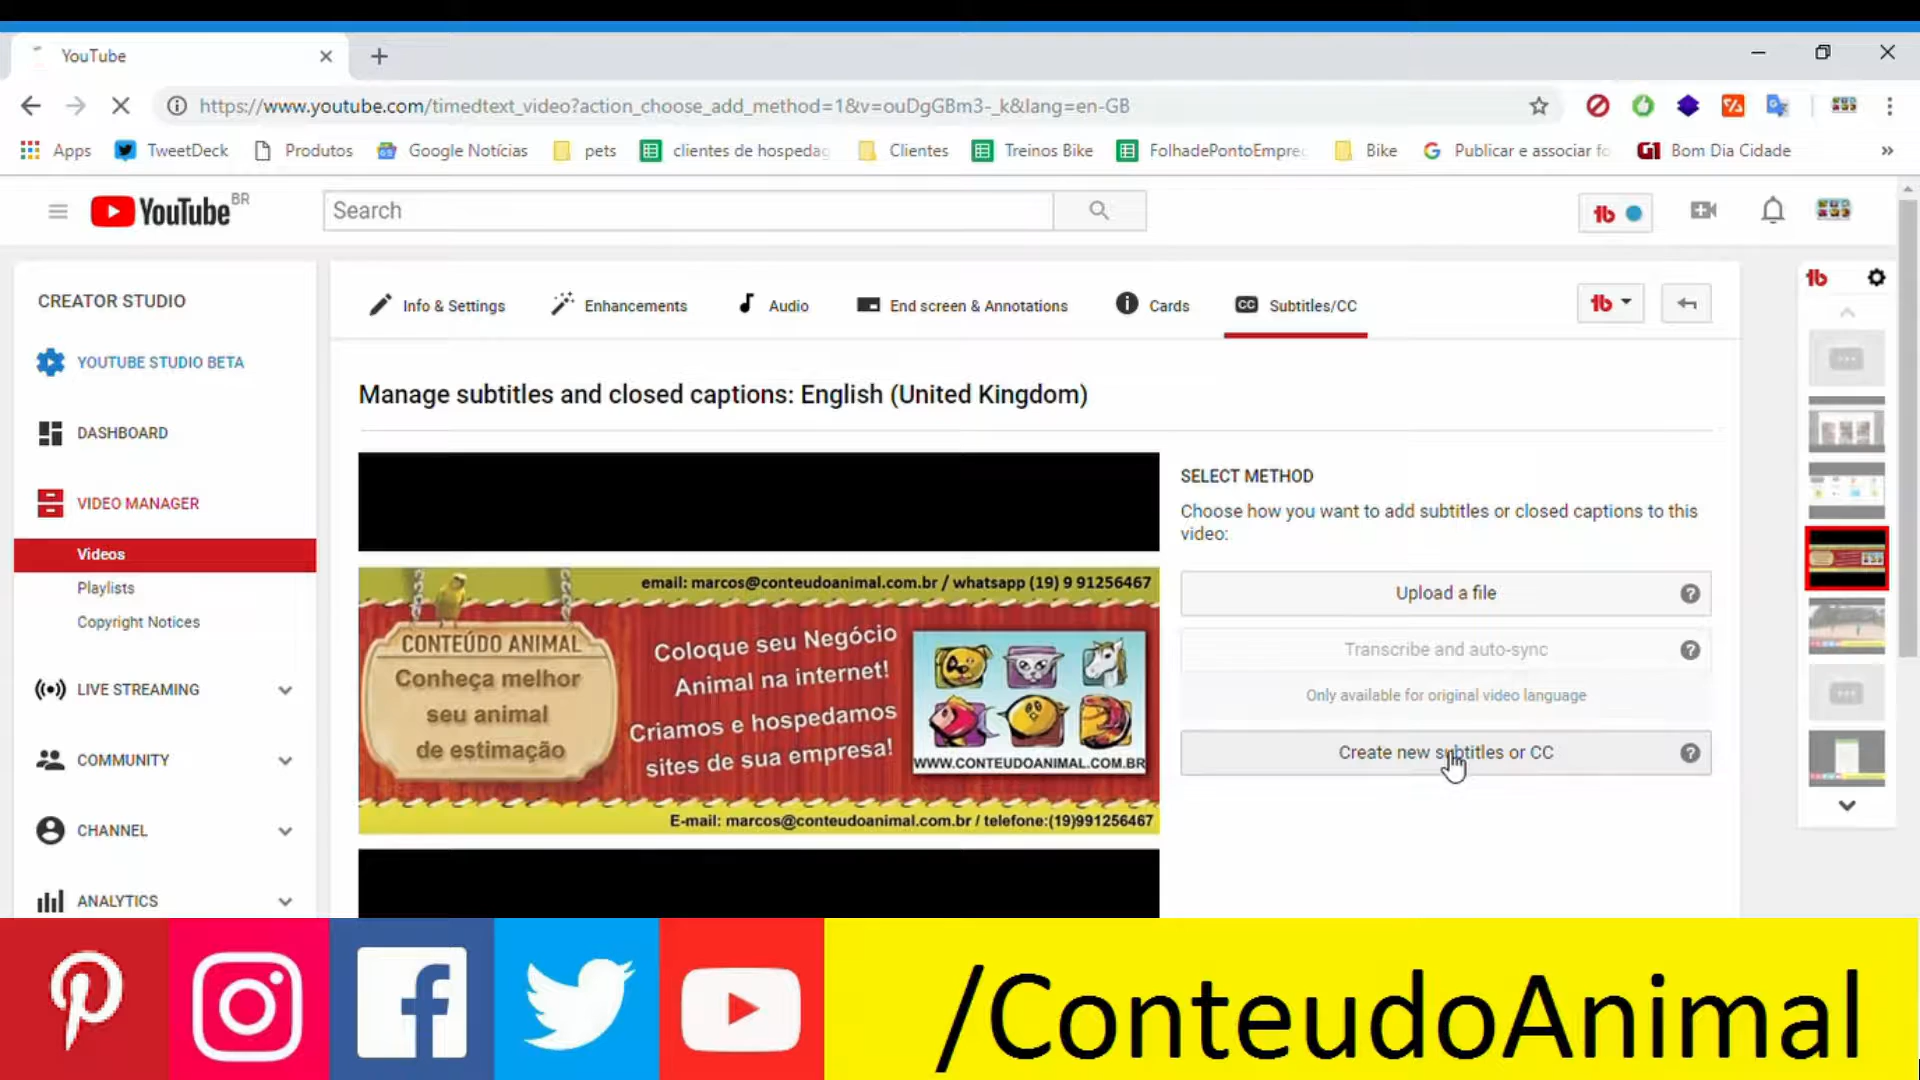 YouTube
https://www.youtube.com/timedtext_video?action_choose_add_method=1&v=ouDgGBm3-_k&lang=en-GB
Apps TweetDeck Produtos Google Notícias pets clientes de hospedag Clientes Treinos Bike FolhadePontoEmprec Bike Publicar e associar fo G1 Bom Dia Cidade »
YouTube BR Search
CREATOR STUDIO
YOUTUBE STUDIO BETA
DASHBOARD
VIDEO MANAGER
Videos
Playlists
Copyright Notices
LIVE STREAMING
COMMUNITY
CHANNEL
ANALYTICS
Info & Settings Enhancements Audio End screen & Annotations Cards CC Subtitles/CC
Manage subtitles and closed captions: English (United Kingdom)
email: marcos@conteudoanimal.com.br / whatsapp (19) 9 91256467
CONTEÚDO ANIMAL
Conheça melhor
seu animal
de estimação
Coloque seu Negócio
Animal na internet!
Criamos e hospedamos
sites de sua empresa!
WWW.CONTEUDOANIMAL.COM.BR
E-mail: marcos@conteudoanimal.com.br / telefone:(19)991256467
SELECT METHOD
Choose how you want to add subtitles or closed captions to this
video:
Upload a file
Transcribe and auto-sync
Only available for original video language
Create new subtitles or CC
/ConteudoAnimal